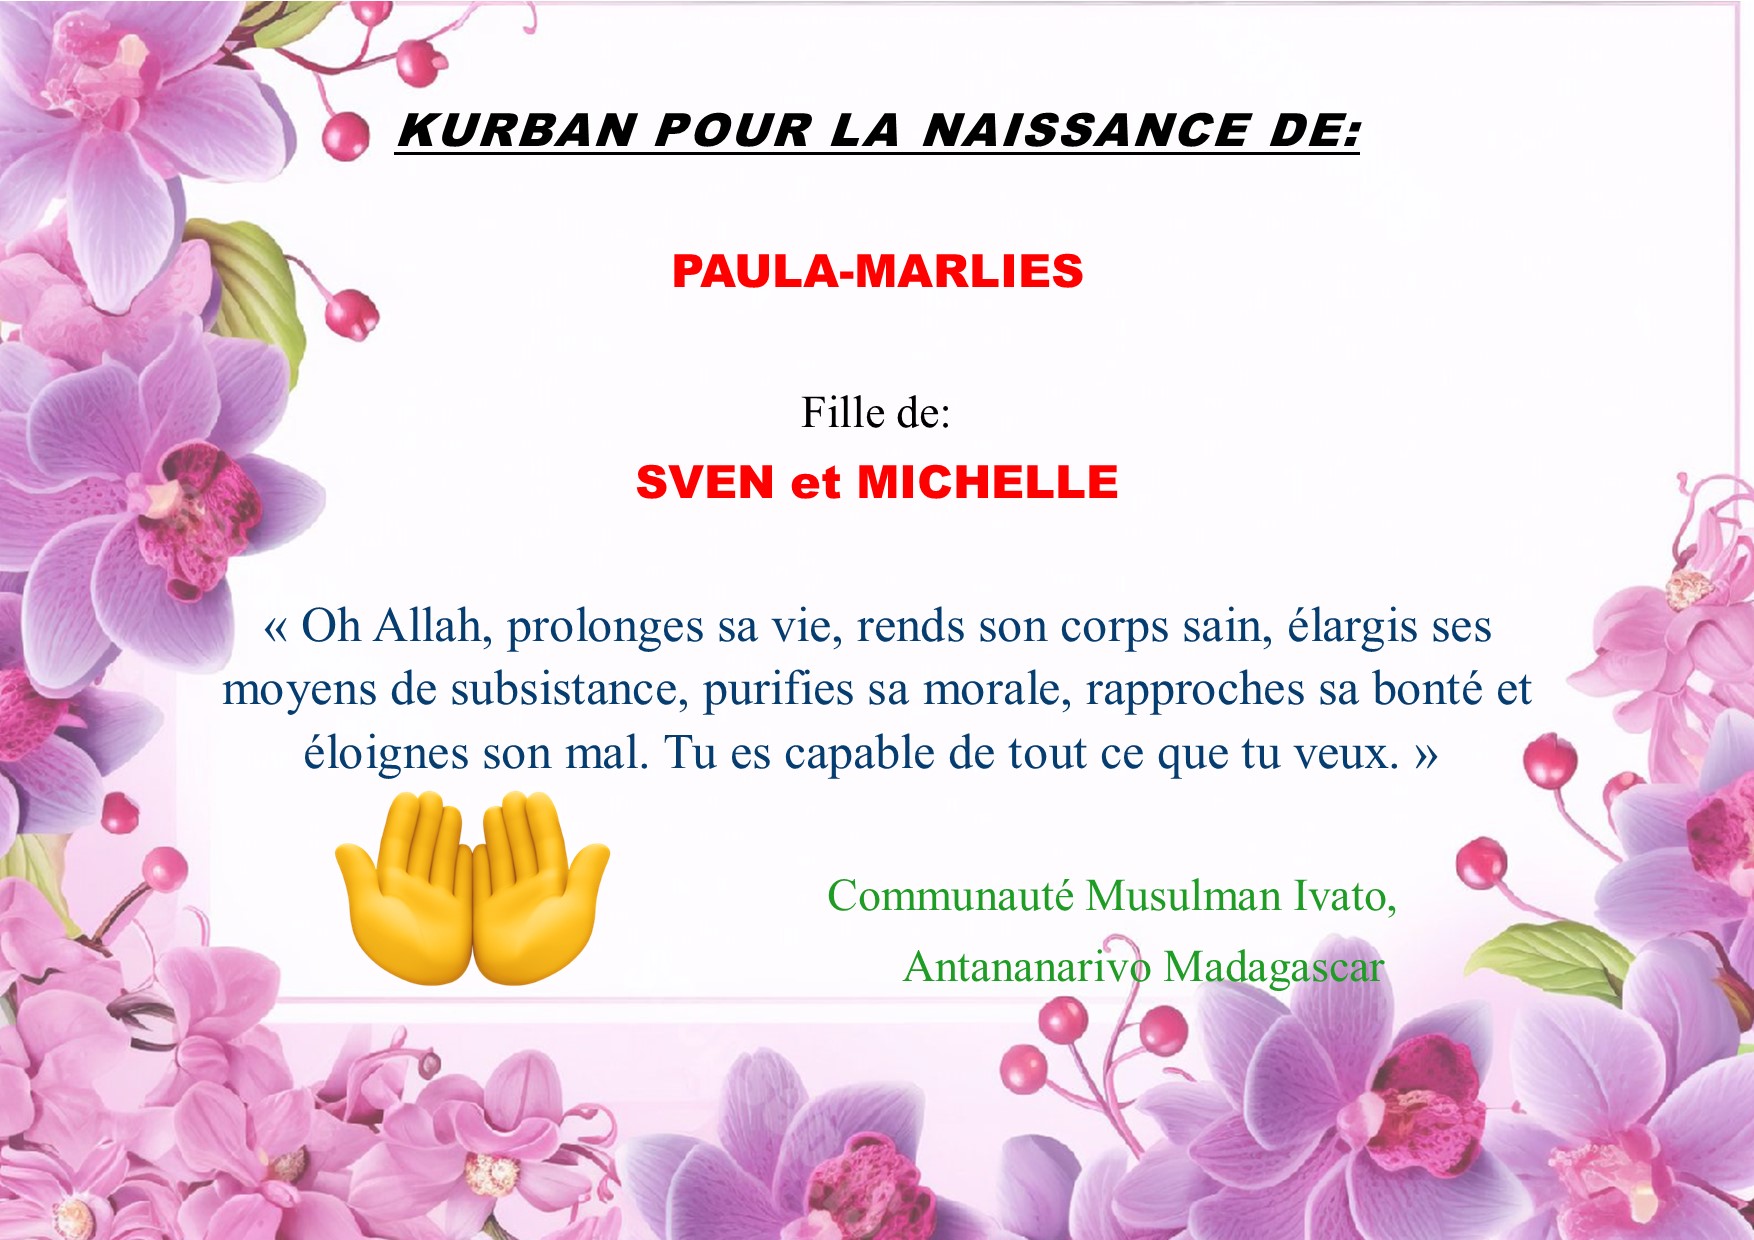 KURBAN POUR LA NAISSANCE DE:
PAULA-MARLIES
Fille de:
SVEN et MICHELLE
« Oh Allah, prolonges sa vie, rends son corps sain, élargis ses
moyens de subsistance, purifies sa morale, rapproches sa bonté et
éloignes son mal. Tu es capable de tout ce que tu veux. »
Communauté Musulman Ivato,
Antananarivo Madagascar